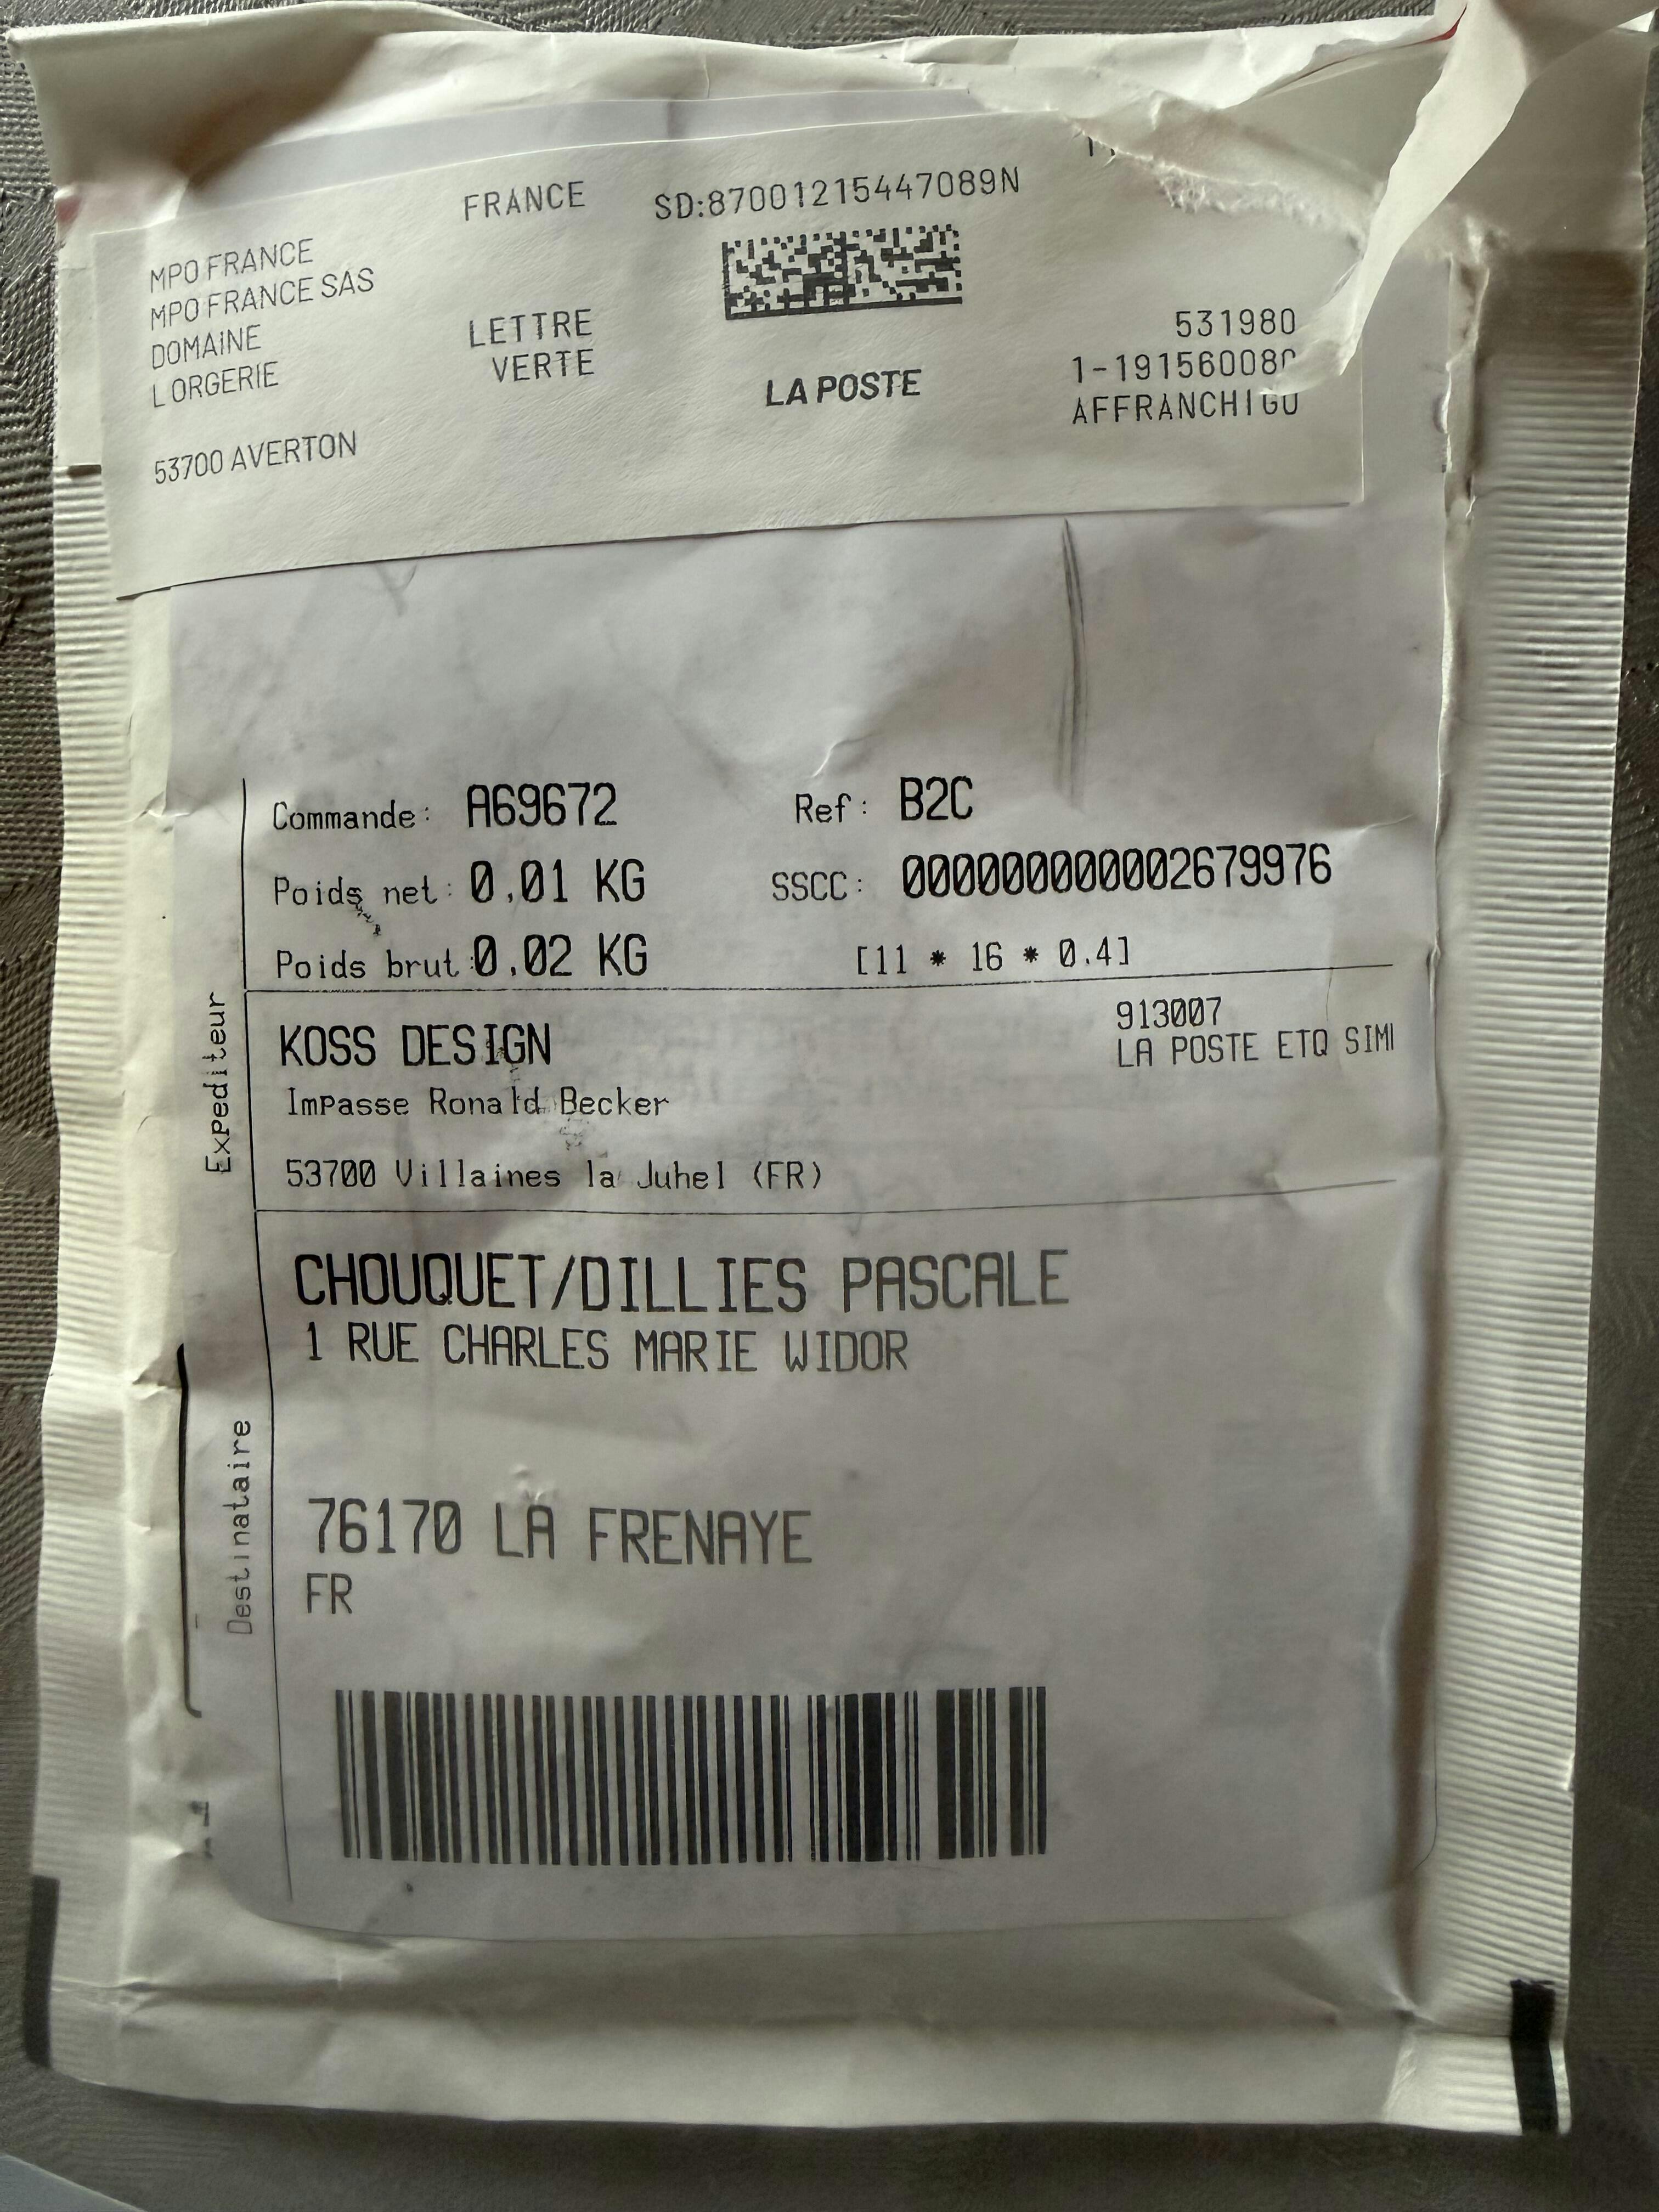 FRANCE
SD:87001215447089N
MPO FRANCE
MPO FRANCE SAS
DOMAINE
L ORGERIE
53700 AVERTON
LETTRE
VERTE
LA POSTE
531980
1-19156008
AFFRANCHIGO
Commande: A69672
Ref: B2C
Poids net: 0.01 KG
SSCC: 000000000002679976
Poids brut:0.02 KG
[11 * 16 * 0.4]
Expediteur
KOSS DESIGN
913007
LA POSTE ETQ SIMI
Impasse Ronald Becker
53700 Villaines la Juhel (FR)
Destinataire
CHOUQUET/DILLIES PASCALE
1 RUE CHARLES MARIE WIDOR
76170 LA FRENAYE
FR